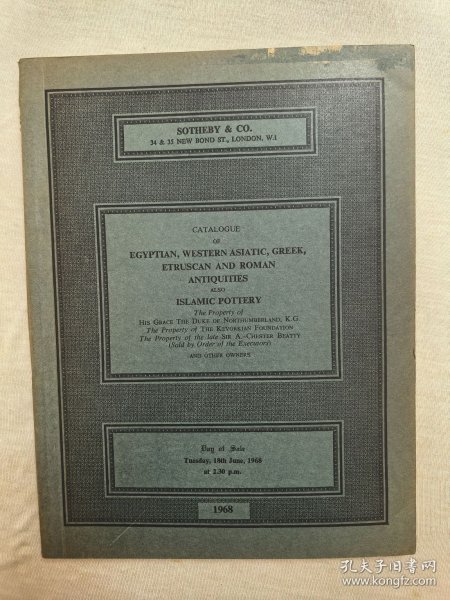 SOTHEBY & CO.
34 & 35 NEW BOND ST., LONDON, W.1
CATALOGUE
OF
EGYPTIAN, WESTERN ASIATIC, GREEK,
ETRUSCAN AND ROMAN
ANTIQUITIES
ALSO
ISLAMIC POTTERY
The Property of
HIS GRACE THE DUKE OF NORTHUMBERLAND, K.G.
The Property of THE KEVORKIAN FOUNDATION
The Property of the late SIR A. CHESTER BEATTY
(Sold by Order of the Executors)
AND OTHER OWNERS
Day of Sale
Tuesday, 18th June, 1968
at 2.30 p.m.
1968
孔夫子旧书网
www.kongfz.com